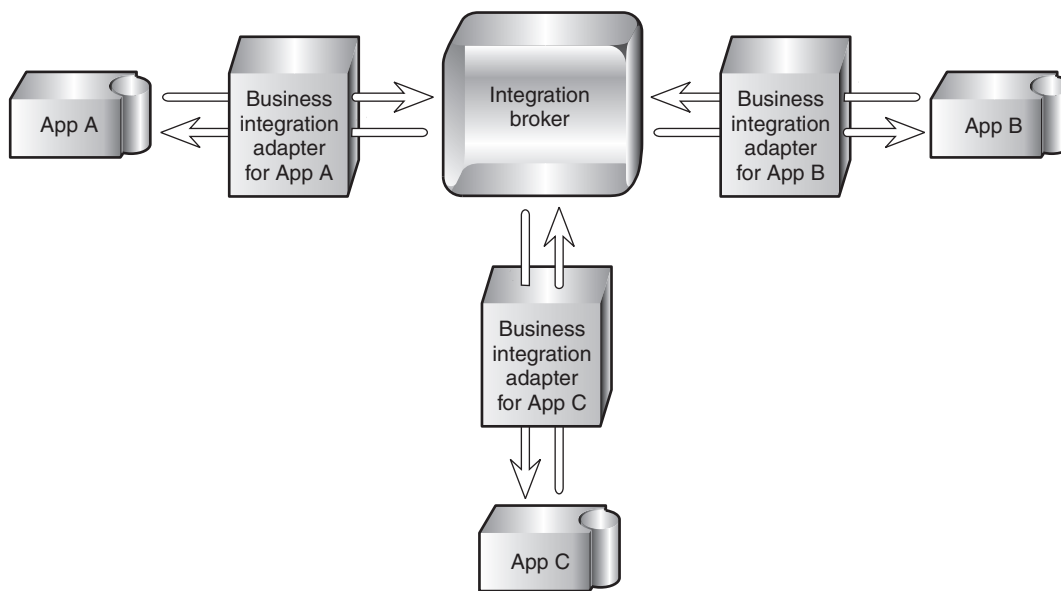 App A
Business
integration
adapter
for App A
Integration
broker
Business
integration
adapter
for App B
App B
Business
integration
adapter
for App C
App C